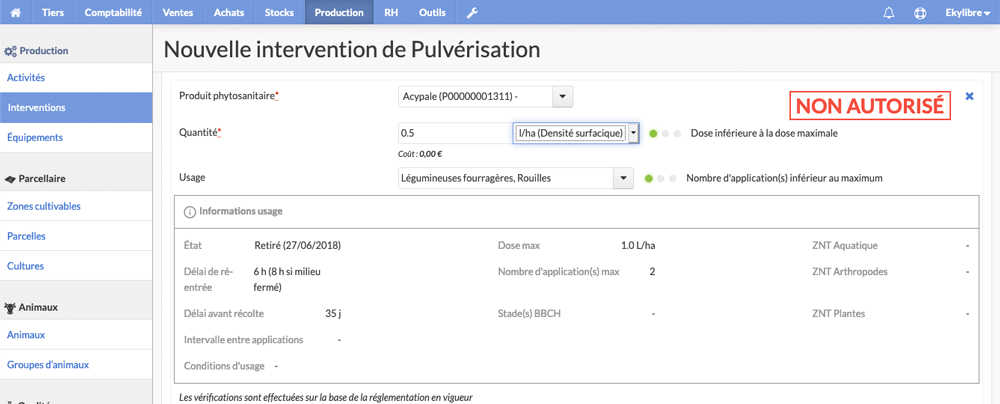 Tiers Comptabilité Ventes Achats Stocks Production RH Outils Ekylibre
Production
Activités
Interventions
Équipements
Parcellaire
Zones cultivables
Parcelles
Cultures
Animaux
Animaux
Groupes d'animaux
Nouvelle intervention de Pulvérisation
Produit phytosanitaire* Acypale (P00000001311) -
NON AUTORISÉ
Quantité* 0.5 l/ha (Densité surfacique) Dose inférieure à la dose maximale
Coût : 0,00 €
Usage Légumineuses fourragères, Rouilles Nombre d'application(s) inférieur au maximum
Informations usage
État Retiré (27/06/2018) Dose max 1.0 L/ha ZNT Aquatique -
Délai de ré-
entrée
6 h (8 h si milieu
fermé)
Nombre d'application(s) max 2 ZNT Arthropodes -
Délai avant récolte 35 j Stade(s) BBCH - ZNT Plantes -
Intervalle entre applications -
Conditions d'usage -
Les vérifications sont effectuées sur la base de la réglementation en vigueur